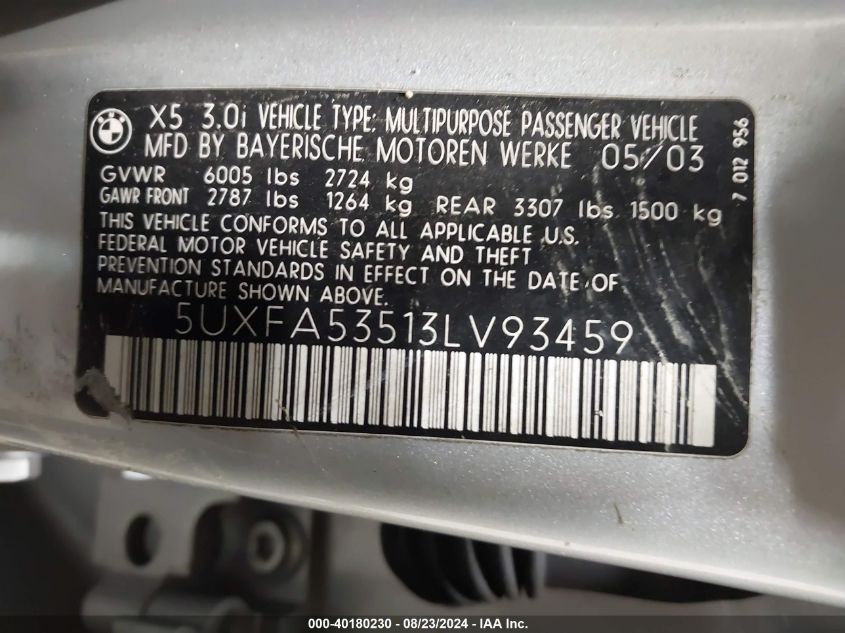 BMW
X5 3.0i VEHICLE TYPE: MULTIPURPOSE PASSENGER VEHICLE
MFD BY BAYERISCHE MOTOREN WERKE 05/03
GVWR 6005 lbs 2724 kg
GAWR FRONT 2787 lbs 1264 kg REAR 3307 lbs 1500 kg
THIS VEHICLE CONFORMS TO ALL APPLICABLE U.S.
FEDERAL MOTOR VEHICLE SAFETY AND THEFT
PREVENTION STANDARDS IN EFFECT ON THE DATE OF
MANUFACTURE SHOWN ABOVE.
5UXFA53513LV93459
7 012 956
000-40180230 - 08/23/2024 - IAA Inc.